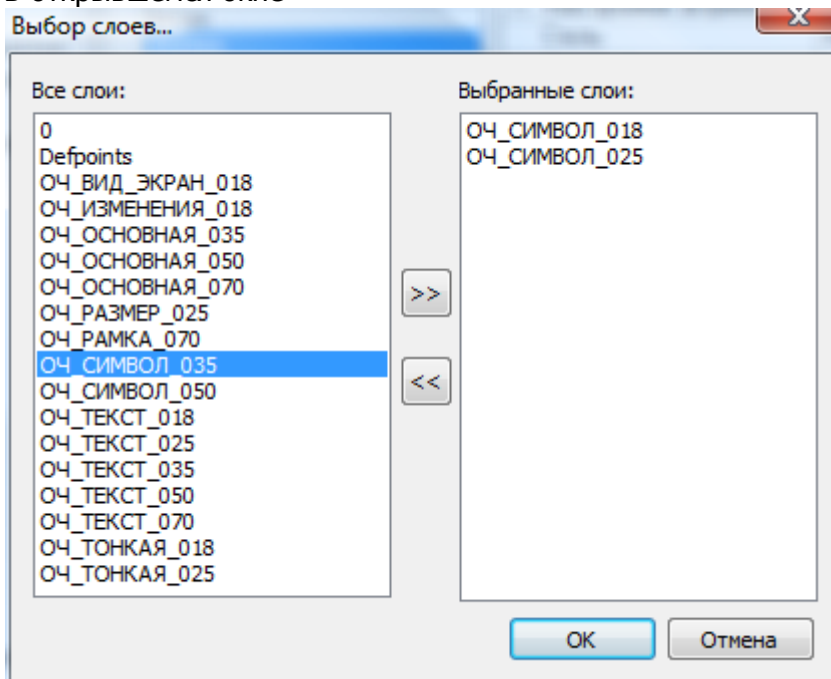 Выбор слоев...
Все слои:
0
Defpoints
ОЧ_ВИД_ЭКРАН_018
ОЧ_ИЗМЕНЕНИЯ_018
ОЧ_ОСНОВНАЯ_035
ОЧ_ОСНОВНАЯ_050
ОЧ_ОСНОВНАЯ_070
ОЧ_РАЗМЕР_025
ОЧ_РАМКА_070
ОЧ_СИМВОЛ_035
ОЧ_СИМВОЛ_050
ОЧ_ТЕКСТ_018
ОЧ_ТЕКСТ_025
ОЧ_ТЕКСТ_035
ОЧ_ТЕКСТ_050
ОЧ_ТЕКСТ_070
ОЧ_ТОНКАЯ_018
ОЧ_ТОНКАЯ_025
>>
<<
Выбранные слои:
ОЧ_СИМВОЛ_018
ОЧ_СИМВОЛ_025
ОК
Отмена